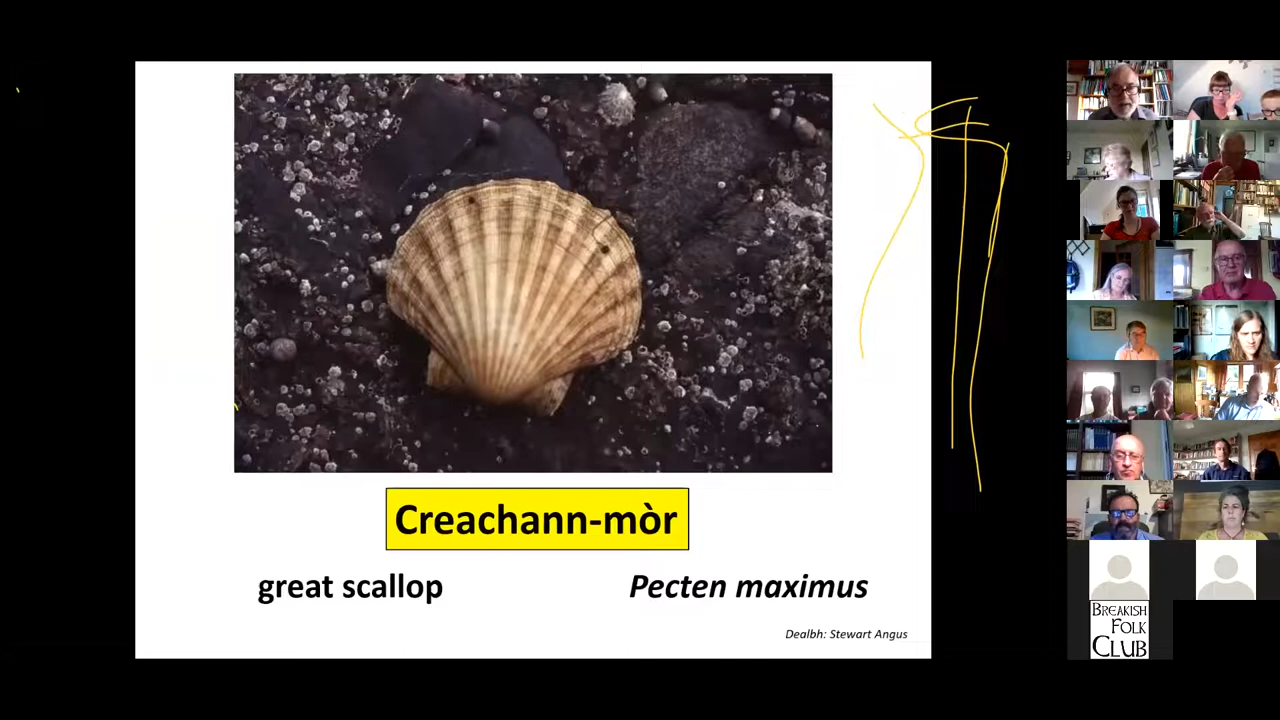 Creachann-mòr
great scallop
Pecten maximus
Dealbh: Stewart Angus
BREAKISH
FOLK
CLUB